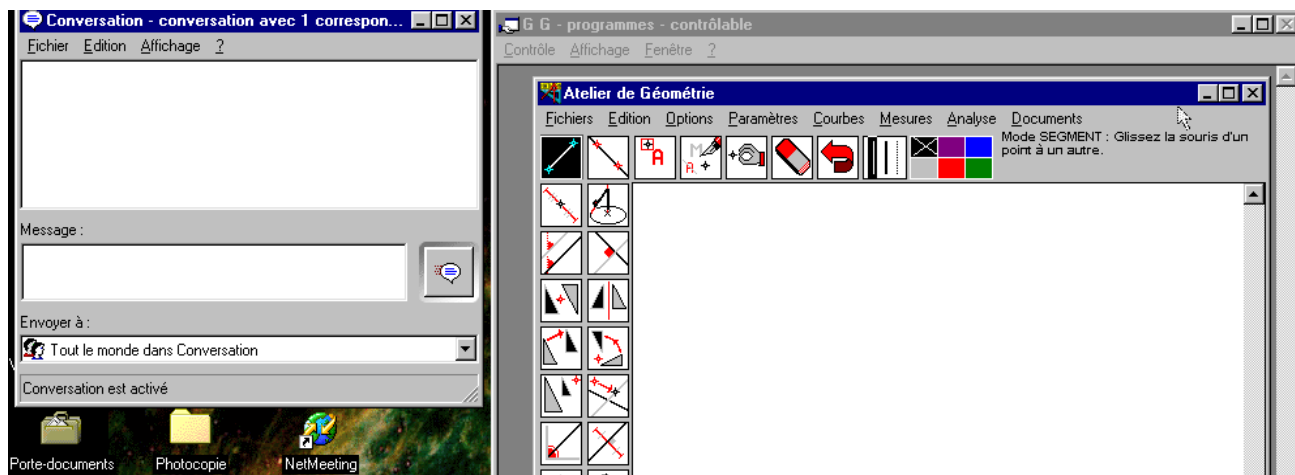 Conversation - conversation avec 1 correspon...
Fichier Edition Affichage ?
Message :
Envoyer à :
Tout le monde dans Conversation
Conversation est activé
Porte-documents
Photocopie
NetMeeting
G G - programmes - contrôlable
Contrôle Affichage Fenêtre ?
Atelier de Géométrie
Fichiers Edition Options Paramètres Courbes Mesures Analyse Documents
Mode SEGMENT : Glissez la souris d'un
point à un autre.
A
M
A